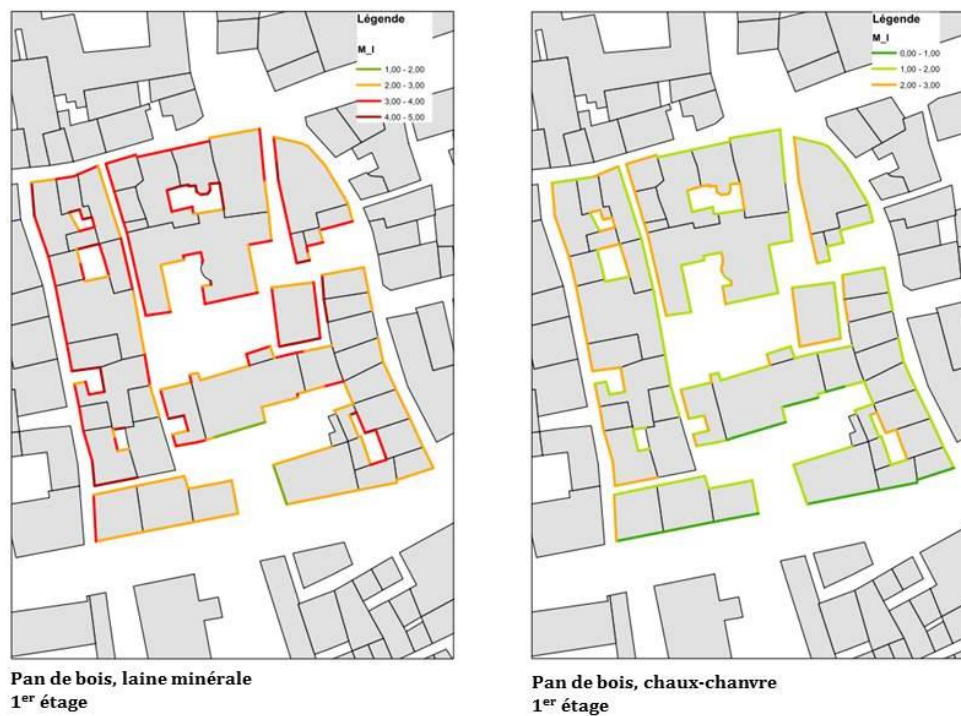 Légende
M_I
1,00 - 2,00
2,00 - 3,00
3,00 - 4,00
4,00 - 5,00
Pan de bois, laine minérale
1er étage
Légende
M_I
0,00 - 1,00
1,00 - 2,00
2,00 - 3,00
Pan de bois, chaux-chanvre
1er étage